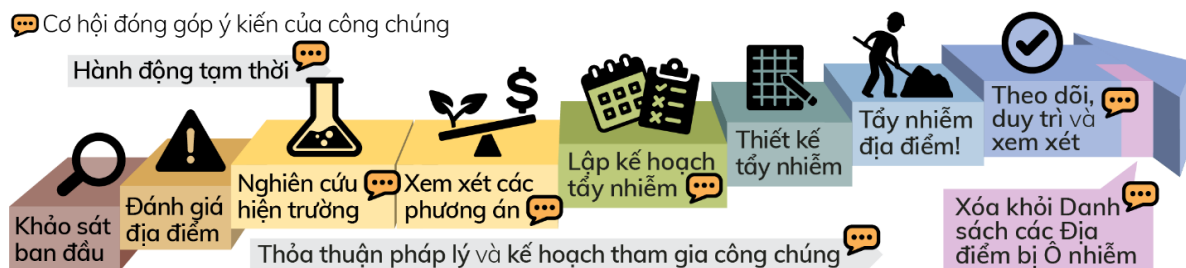 Cơ hội đóng góp ý kiến của công chúng
Hành động tạm thời
Khảo sát
ban đầu
Đánh giá
địa điểm
Nghiên cứu
hiện trường
Xem xét các
phương án
Lập kế hoạch
tẩy nhiễm
Thiết kế
tẩy nhiễm
Tẩy nhiễm
địa điểm!
Theo dõi,
duy trì và
xem xét
Thỏa thuận pháp lý và kế hoạch tham gia công chúng
Xóa khỏi Danh
sách các Địa
điểm bị Ô nhiễm